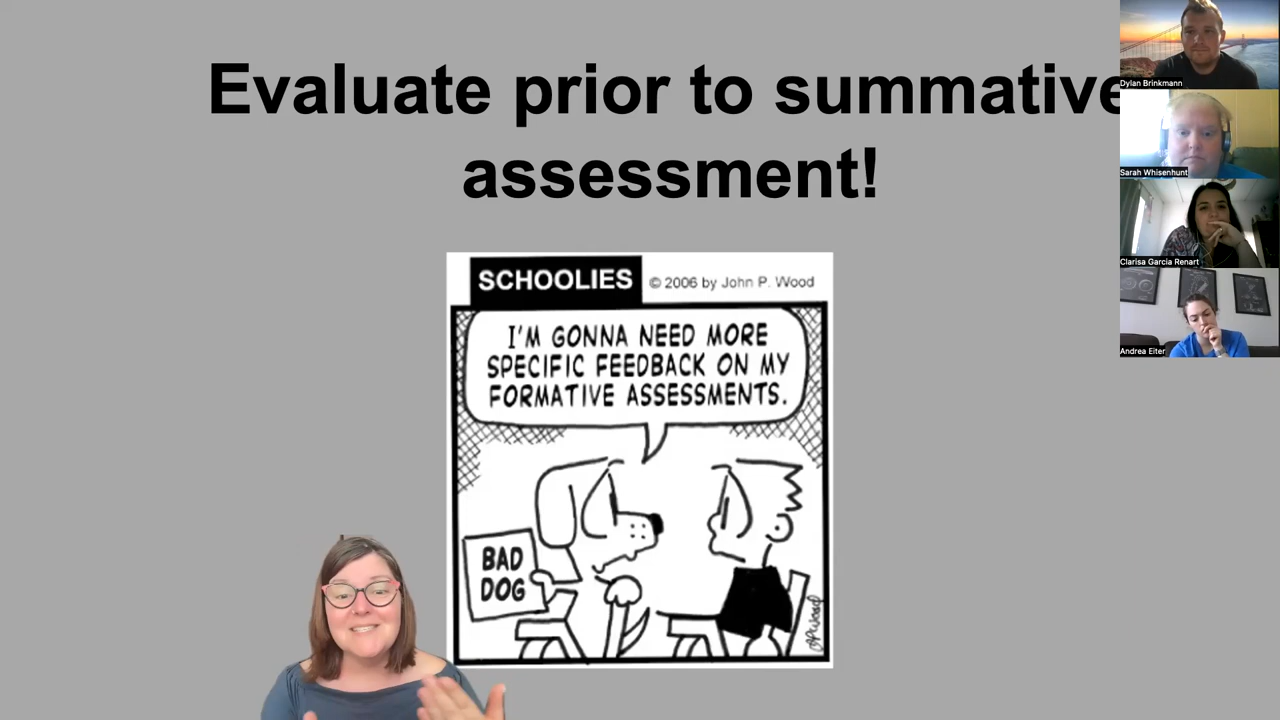 Evaluate prior to summative
assessment!
SCHOOLIES © 2006 by John P. Wood
I'M GONNA NEED MORE
SPECIFIC FEEDBACK ON MY
FORMATIVE ASSESSMENTS.
BAD
DOG
JPWood
Dylan Brinkmann
Sarah Whisenhunt
Clarisa Garcia Renart
Andrea Eiter